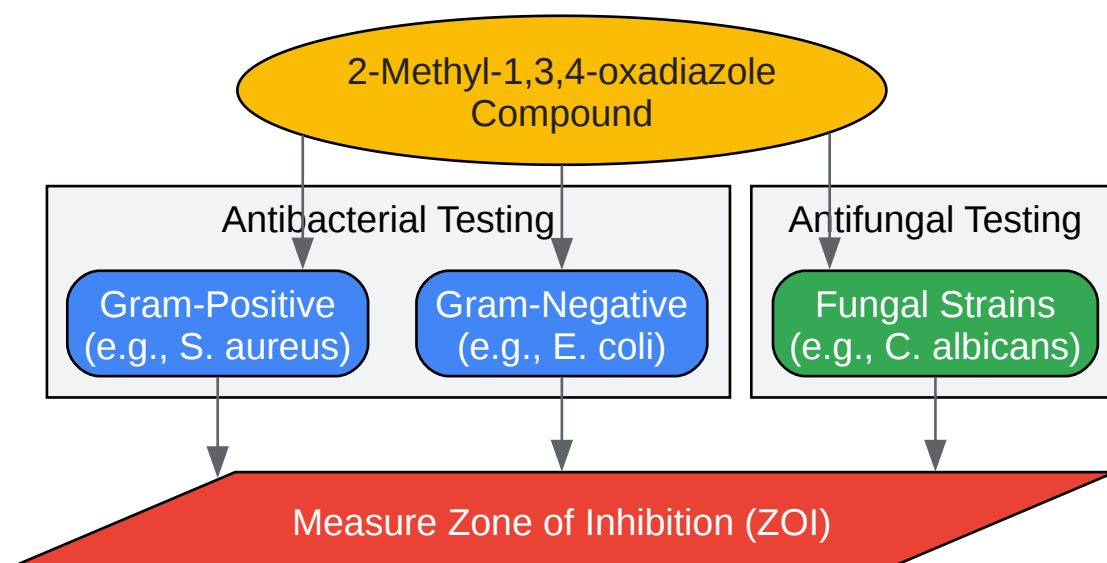 2-Methyl-1,3,4-oxadiazole
Compound
Antibacterial Testing
Antifungal Testing
Gram-Positive
(e.g., S. aureus)
Gram-Negative
(e.g., E. coli)
Fungal Strains
(e.g., C. albicans)
Measure Zone of Inhibition (ZOI)